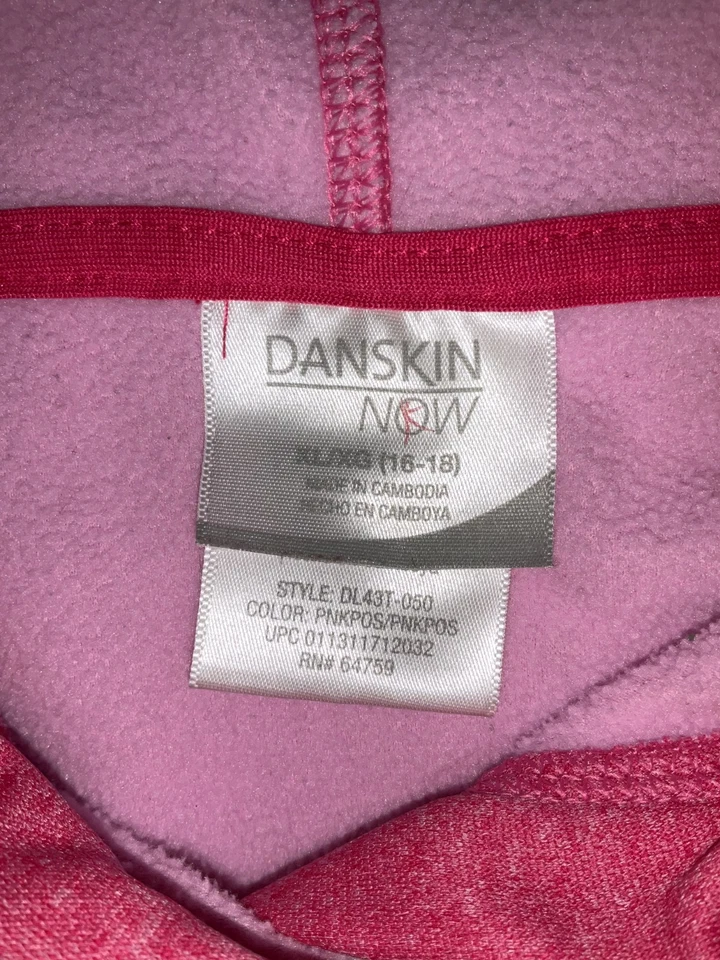 DANSKIN
NOW
XL/XG (16-18)
MADE IN CAMBODIA
HECHO EN CAMBOYA
STYLE: DL43T-050
COLOR: PNKPOS/PNKPOS
UPC 011311712032
RN# 64759